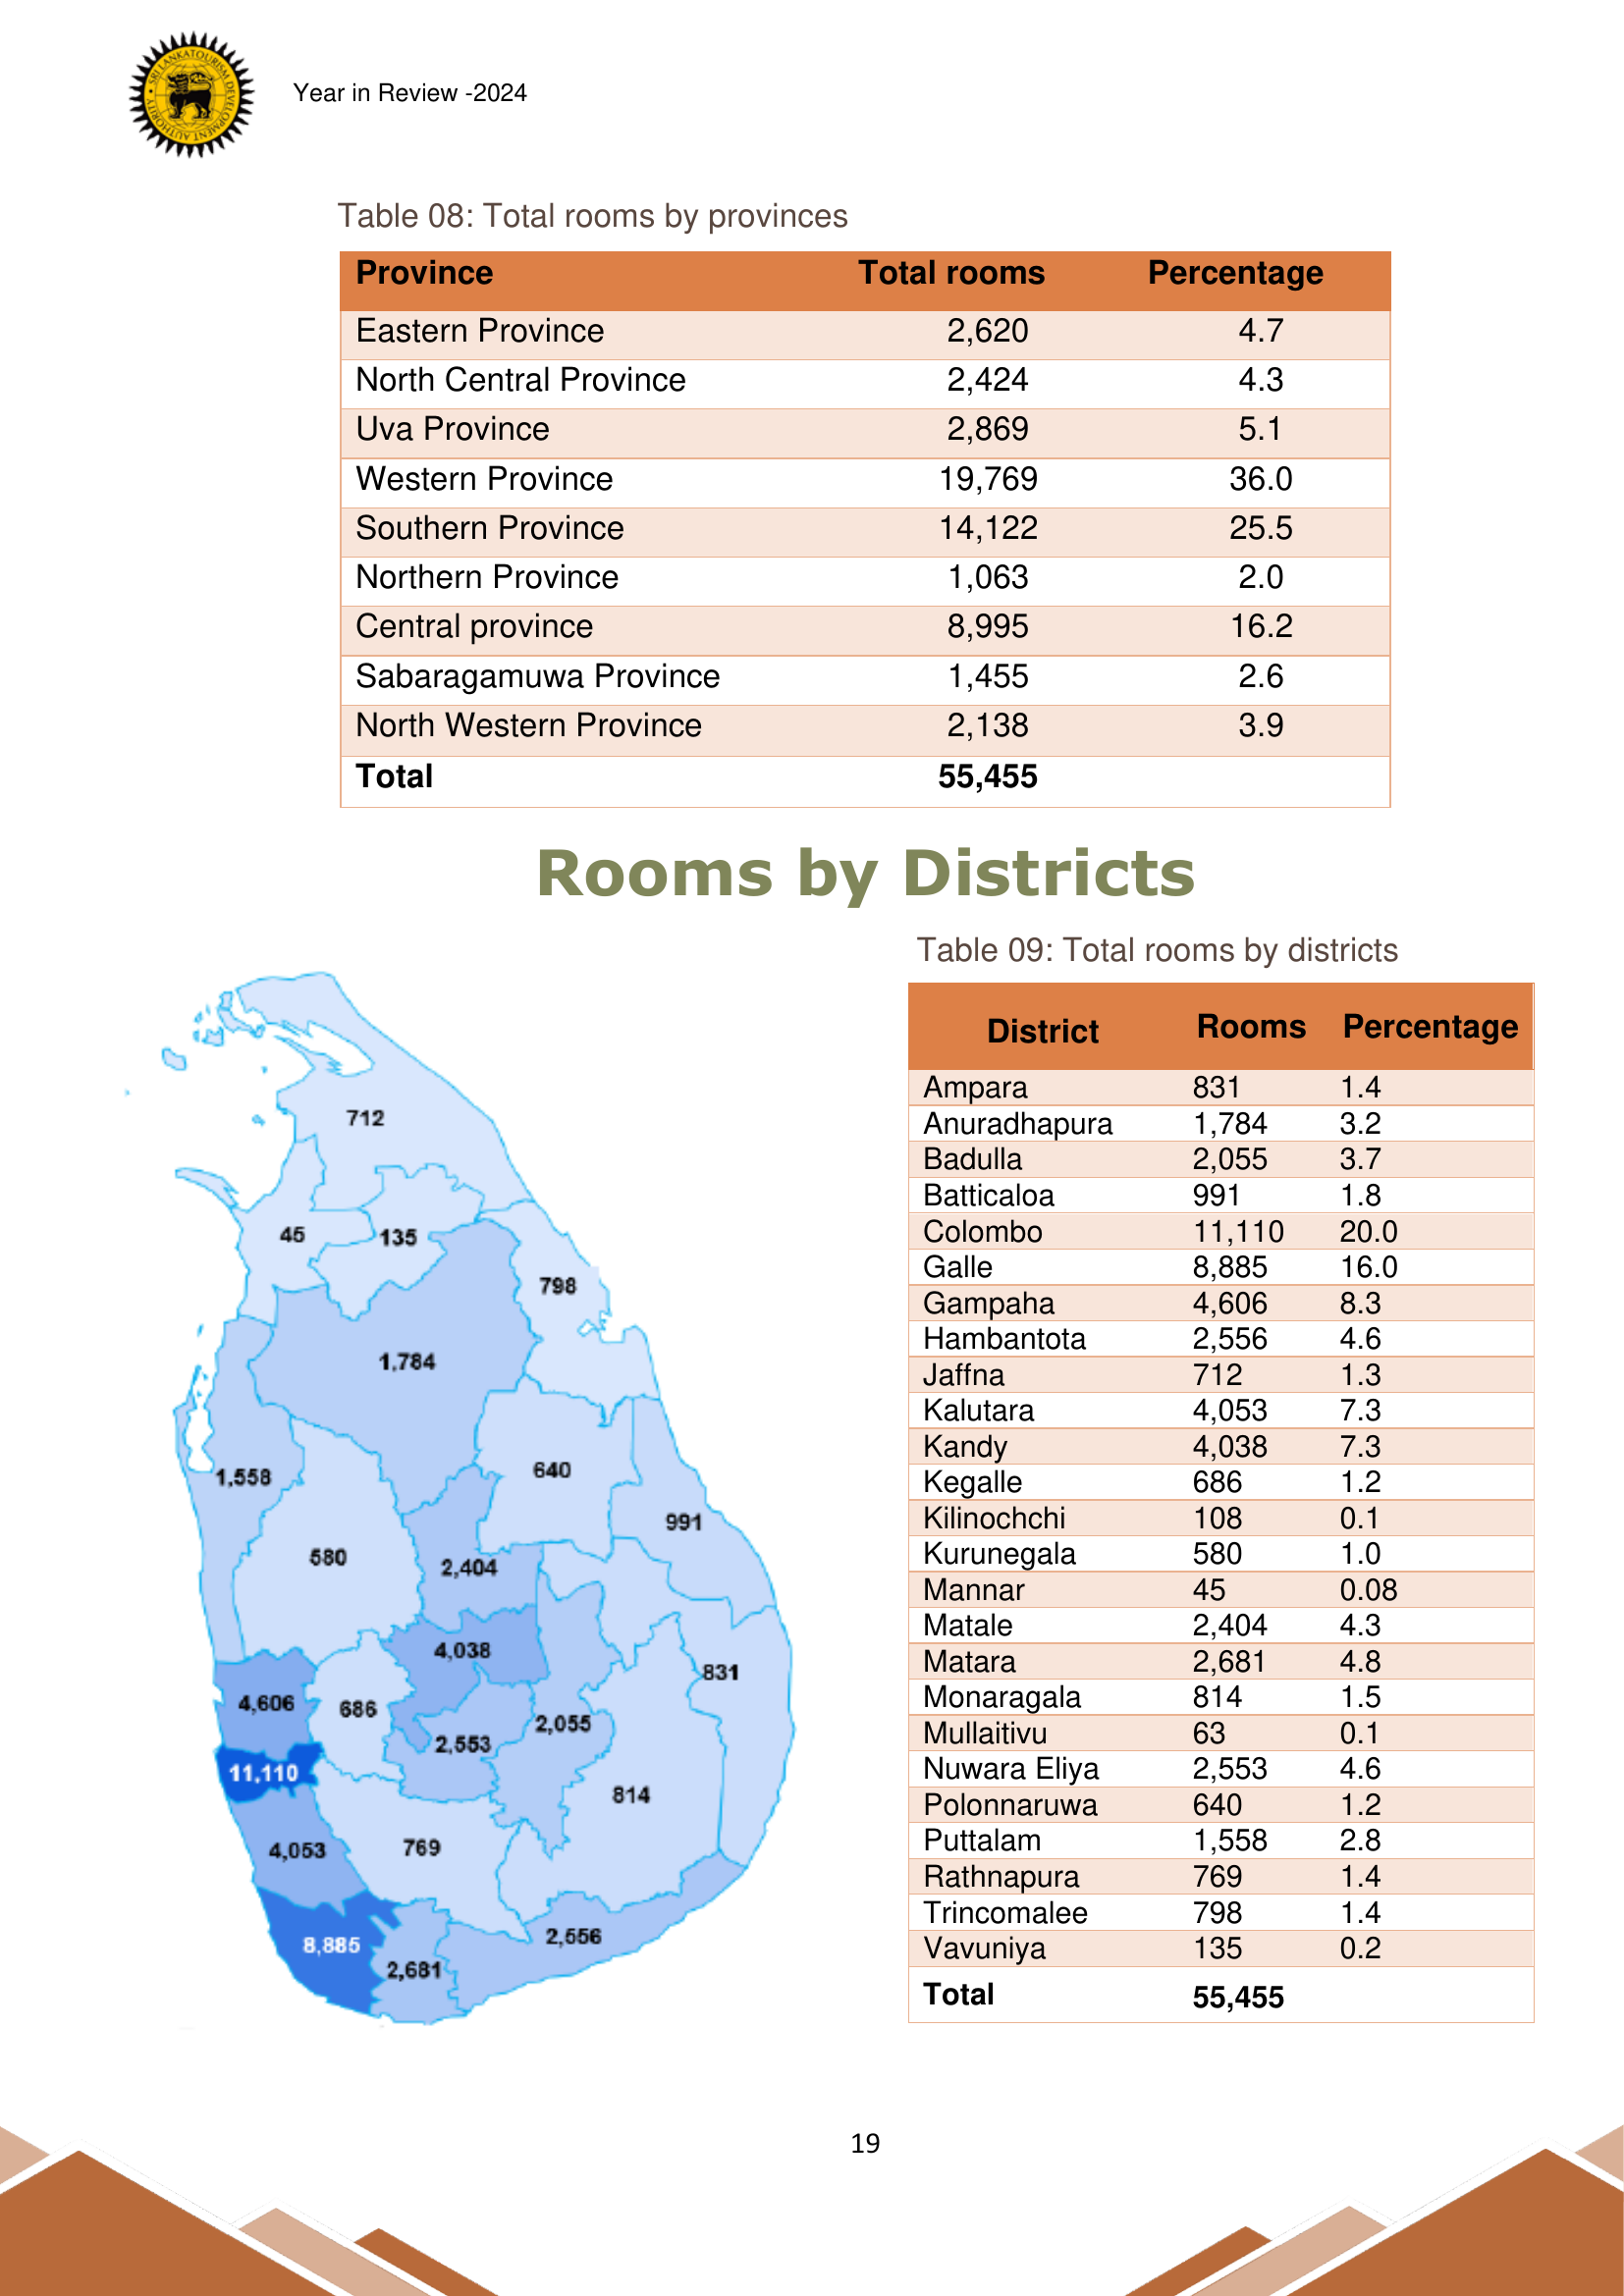 SRI LANKA TOURISM DEVELOPMENT AUTHORITY
Year in Review -2024
Table 08: Total rooms by provinces
Province Total rooms Percentage
Eastern Province 2,620 4.7
North Central Province 2,424 4.3
Uva Province 2,869 5.1
Western Province 19,769 36.0
Southern Province 14,122 25.5
Northern Province 1,063 2.0
Central province 8,995 16.2
Sabaragamuwa Province 1,455 2.6
North Western Province 2,138 3.9
Total 55,455
Rooms by Districts
712
45
135
798
1,784
1,558
640
991
580
2,404
4,038
831
4,606
686
2,055
2,553
11,110
814
4,053
769
8,885
2,556
2,681
Table 09: Total rooms by districts
District Rooms Percentage
Ampara 831 1.4
Anuradhapura 1,784 3.2
Badulla 2,055 3.7
Batticaloa 991 1.8
Colombo 11,110 20.0
Galle 8,885 16.0
Gampaha 4,606 8.3
Hambantota 2,556 4.6
Jaffna 712 1.3
Kalutara 4,053 7.3
Kandy 4,038 7.3
Kegalle 686 1.2
Kilinochchi 108 0.1
Kurunegala 580 1.0
Mannar 45 0.08
Matale 2,404 4.3
Matara 2,681 4.8
Monaragala 814 1.5
Mullaitivu 63 0.1
Nuwara Eliya 2,553 4.6
Polonnaruwa 640 1.2
Puttalam 1,558 2.8
Rathnapura 769 1.4
Trincomalee 798 1.4
Vavuniya 135 0.2
Total 55,455
19